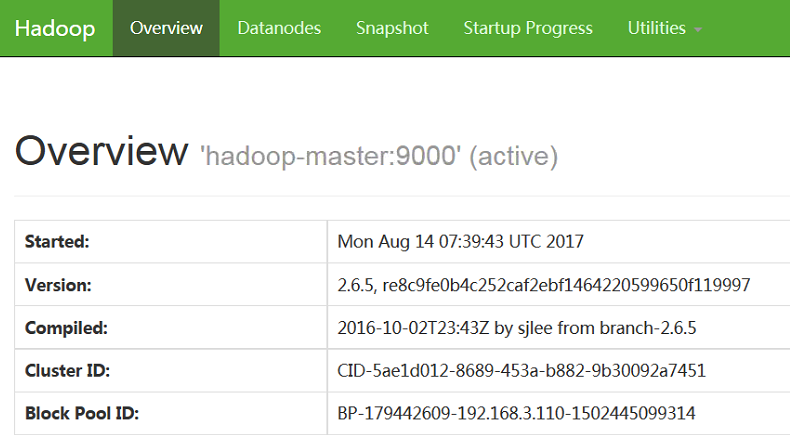 Hadoop Overview Datanodes Snapshot Startup Progress Utilities
Overview 'hadoop-master:9000' (active)
Started: Mon Aug 14 07:39:43 UTC 2017
Version: 2.6.5, re8c9fe0b4c252caf2ebf1464220599650f119997
Compiled: 2016-10-02T23:43Z by sjlee from branch-2.6.5
Cluster ID: CID-5ae1d012-8689-453a-b882-9b30092a7451
Block Pool ID: BP-179442609-192.168.3.110-1502445099314